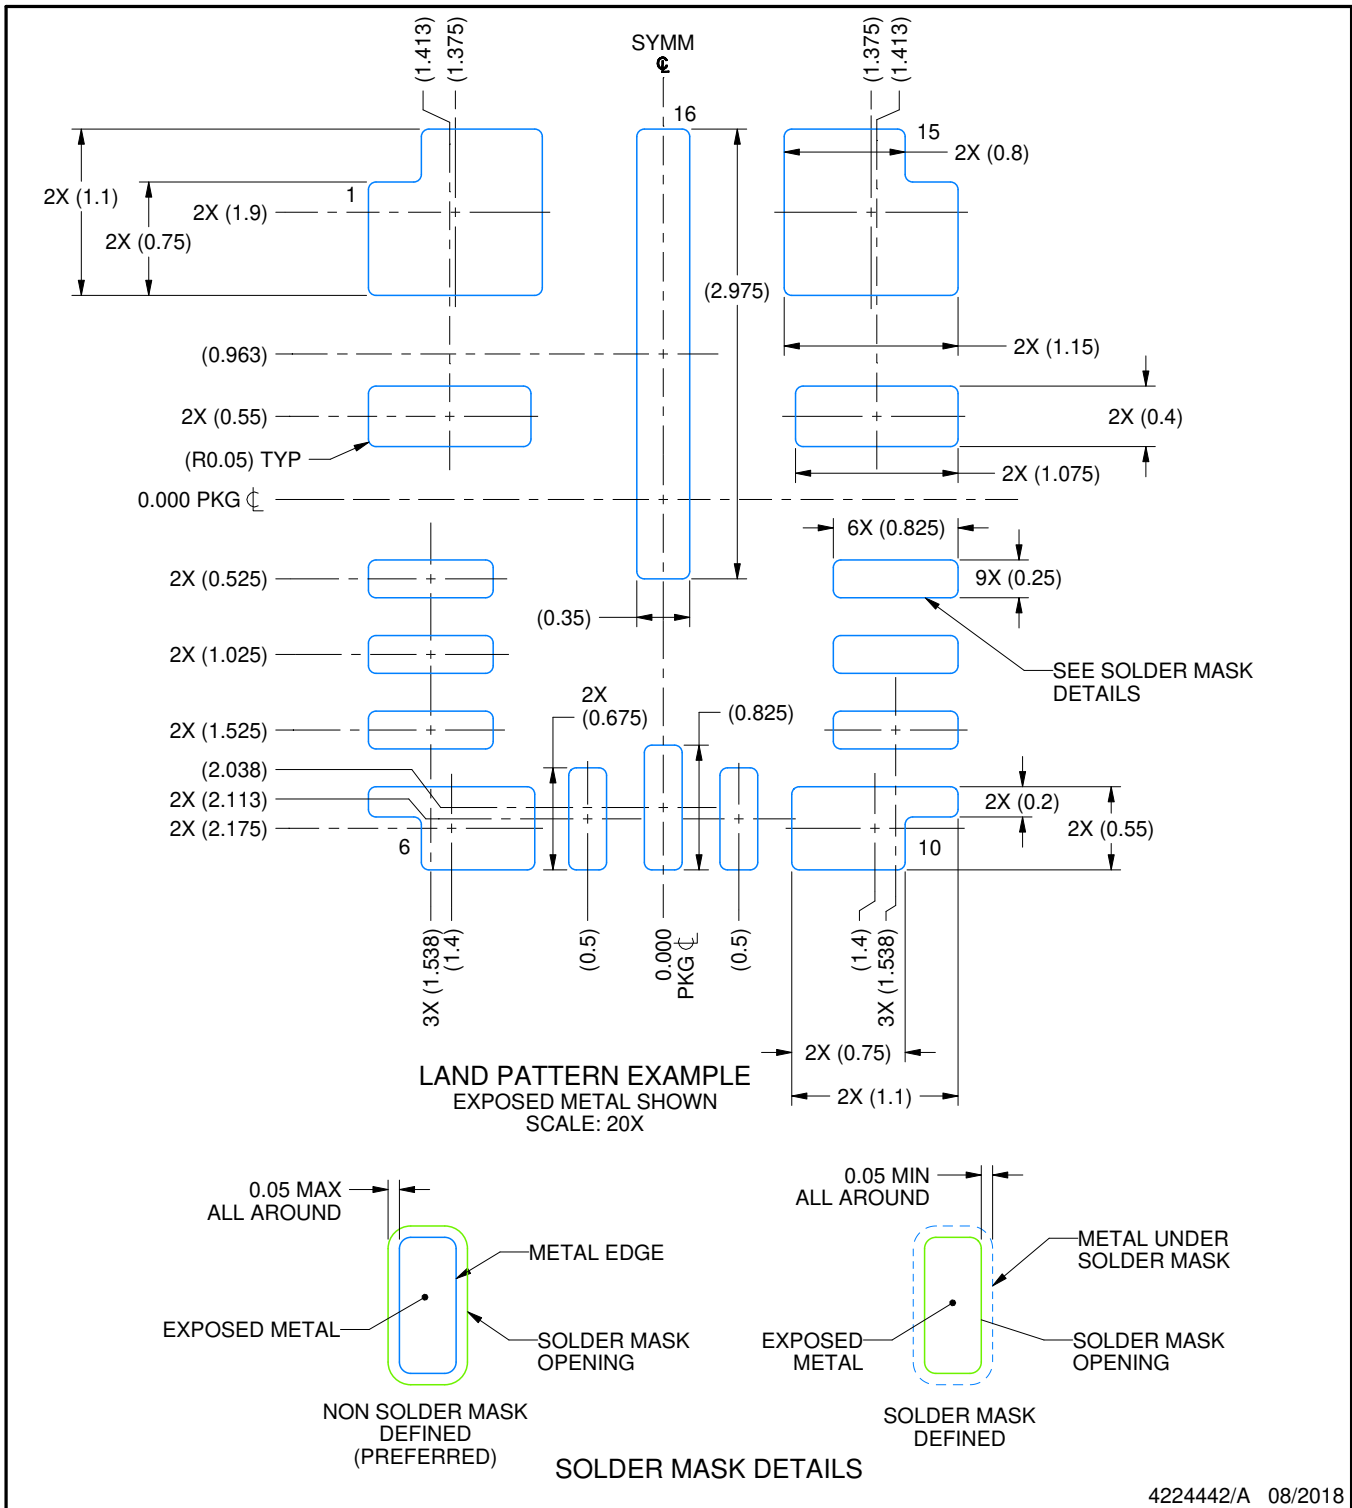 (1.413)
(1.375)
SYMM
℄
(1.375)
(1.413)
16
15
2X (0.8)
2X (1.1)
1
2X (1.9)
2X (0.75)
(2.975)
(0.963)
2X (1.15)
2X (0.55)
2X (0.4)
(R0.05) TYP
2X (1.075)
0.000 PKG ℄
6X (0.825)
2X (0.525)
9X (0.25)
(0.35)
2X (1.025)
SEE SOLDER MASK
DETAILS
2X
(0.675)
(0.825)
2X (1.525)
(2.038)
2X (2.113)
2X (0.2)
2X (2.175)
2X (0.55)
6
10
3X (1.538)
(1.4)
(0.5)
0.000
PKG ℄
(0.5)
(1.4)
3X (1.538)
2X (0.75)
LAND PATTERN EXAMPLE
EXPOSED METAL SHOWN
SCALE: 20X
2X (1.1)
0.05 MAX
ALL AROUND
METAL EDGE
EXPOSED METAL
SOLDER MASK
OPENING
NON SOLDER MASK
DEFINED
(PREFERRED)
0.05 MIN
ALL AROUND
METAL UNDER
SOLDER MASK
EXPOSED
METAL
SOLDER MASK
OPENING
SOLDER MASK
DEFINED
SOLDER MASK DETAILS
4224442/A 08/2018